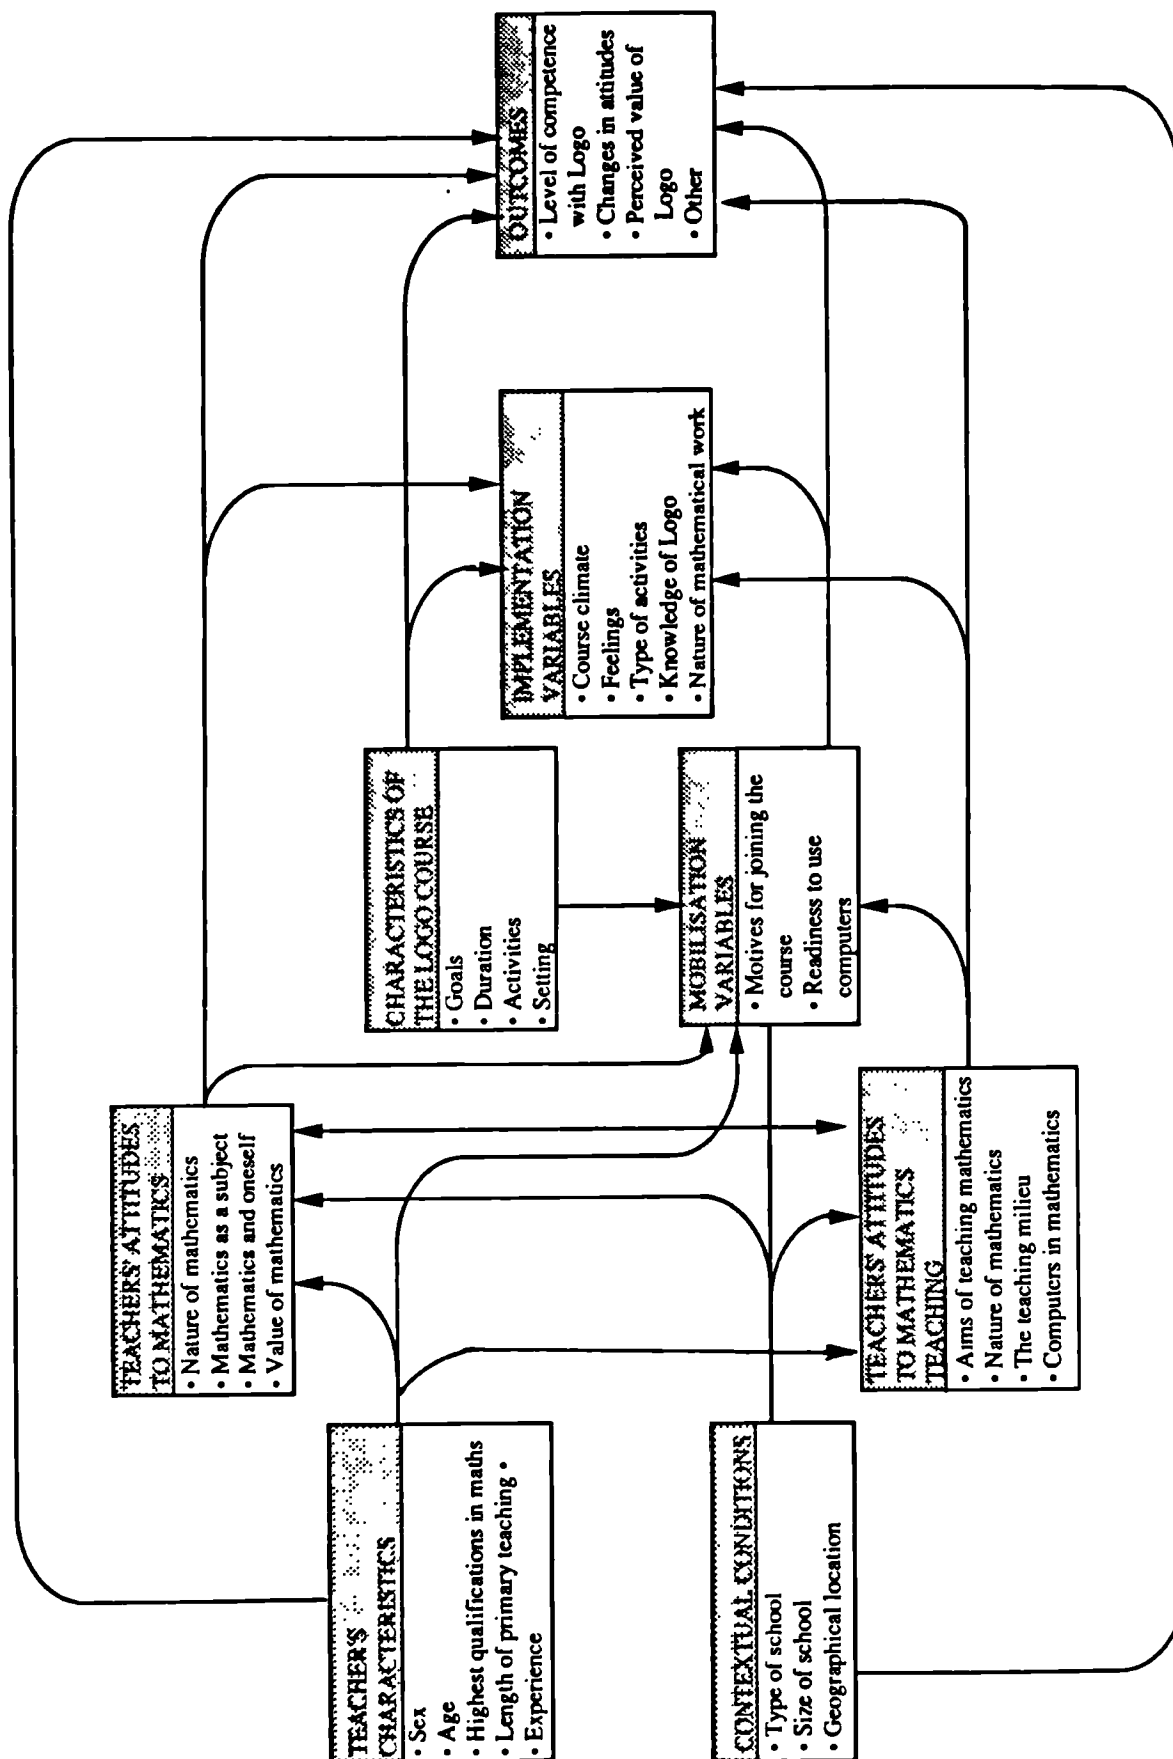 TEACHER'S
CHARACTERISTICS
• Sex
• Age
• Highest qualifications in maths
• Length of primary teaching •
• Experience
CONTEXTUAL CONDITIONS
• Type of school
• Size of school
• Geographical location
TEACHERS' ATTITUDES
TO MATHEMATICS
• Nature of mathematics
• Mathematics as a subject
• Mathematics and oneself
• Value of mathematics
TEACHERS' ATTITUDES
TO MATHEMATICS
TEACHING
• Aims of teaching mathematics
• Nature of mathematics
• The teaching milieu
• Computers in mathematics
CHARACTERISTICS OF
THE LOGO COURSE
• Goals
• Duration
• Activities
• Setting
MOBILISATION
VARIABLES
• Motives for joining the
course
• Readiness to use
computers
IMPLEMENTATION
VARIABLES
• Course climate
• Feelings
• Type of activities
• Knowledge of Logo
• Nature of mathematical work
OUTCOMES
• Level of competence
with Logo
• Changes in attitudes
• Perceived value of
Logo
• Other